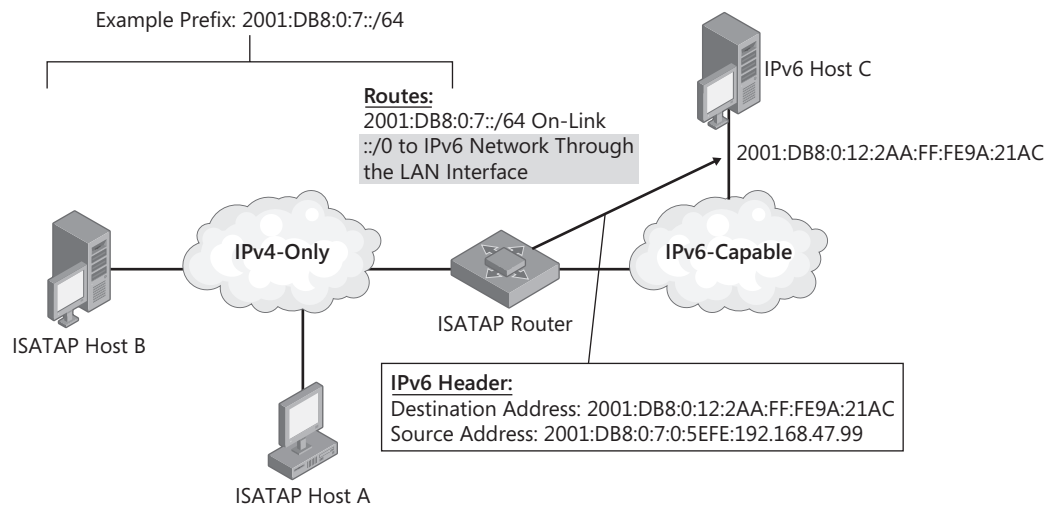 Example Prefix: 2001:DB8:0:7::/64
Routes:
2001:DB8:0:7::/64 On-Link
::/0 to IPv6 Network Through
the LAN Interface
IPv6 Host C
2001:DB8:0:12:2AA:FF:FE9A:21AC
IPv4-Only
IPv6-Capable
ISATAP Router
ISATAP Host B
IPv6 Header:
Destination Address: 2001:DB8:0:12:2AA:FF:FE9A:21AC
Source Address: 2001:DB8:0:7:0:5EFE:192.168.47.99
ISATAP Host A